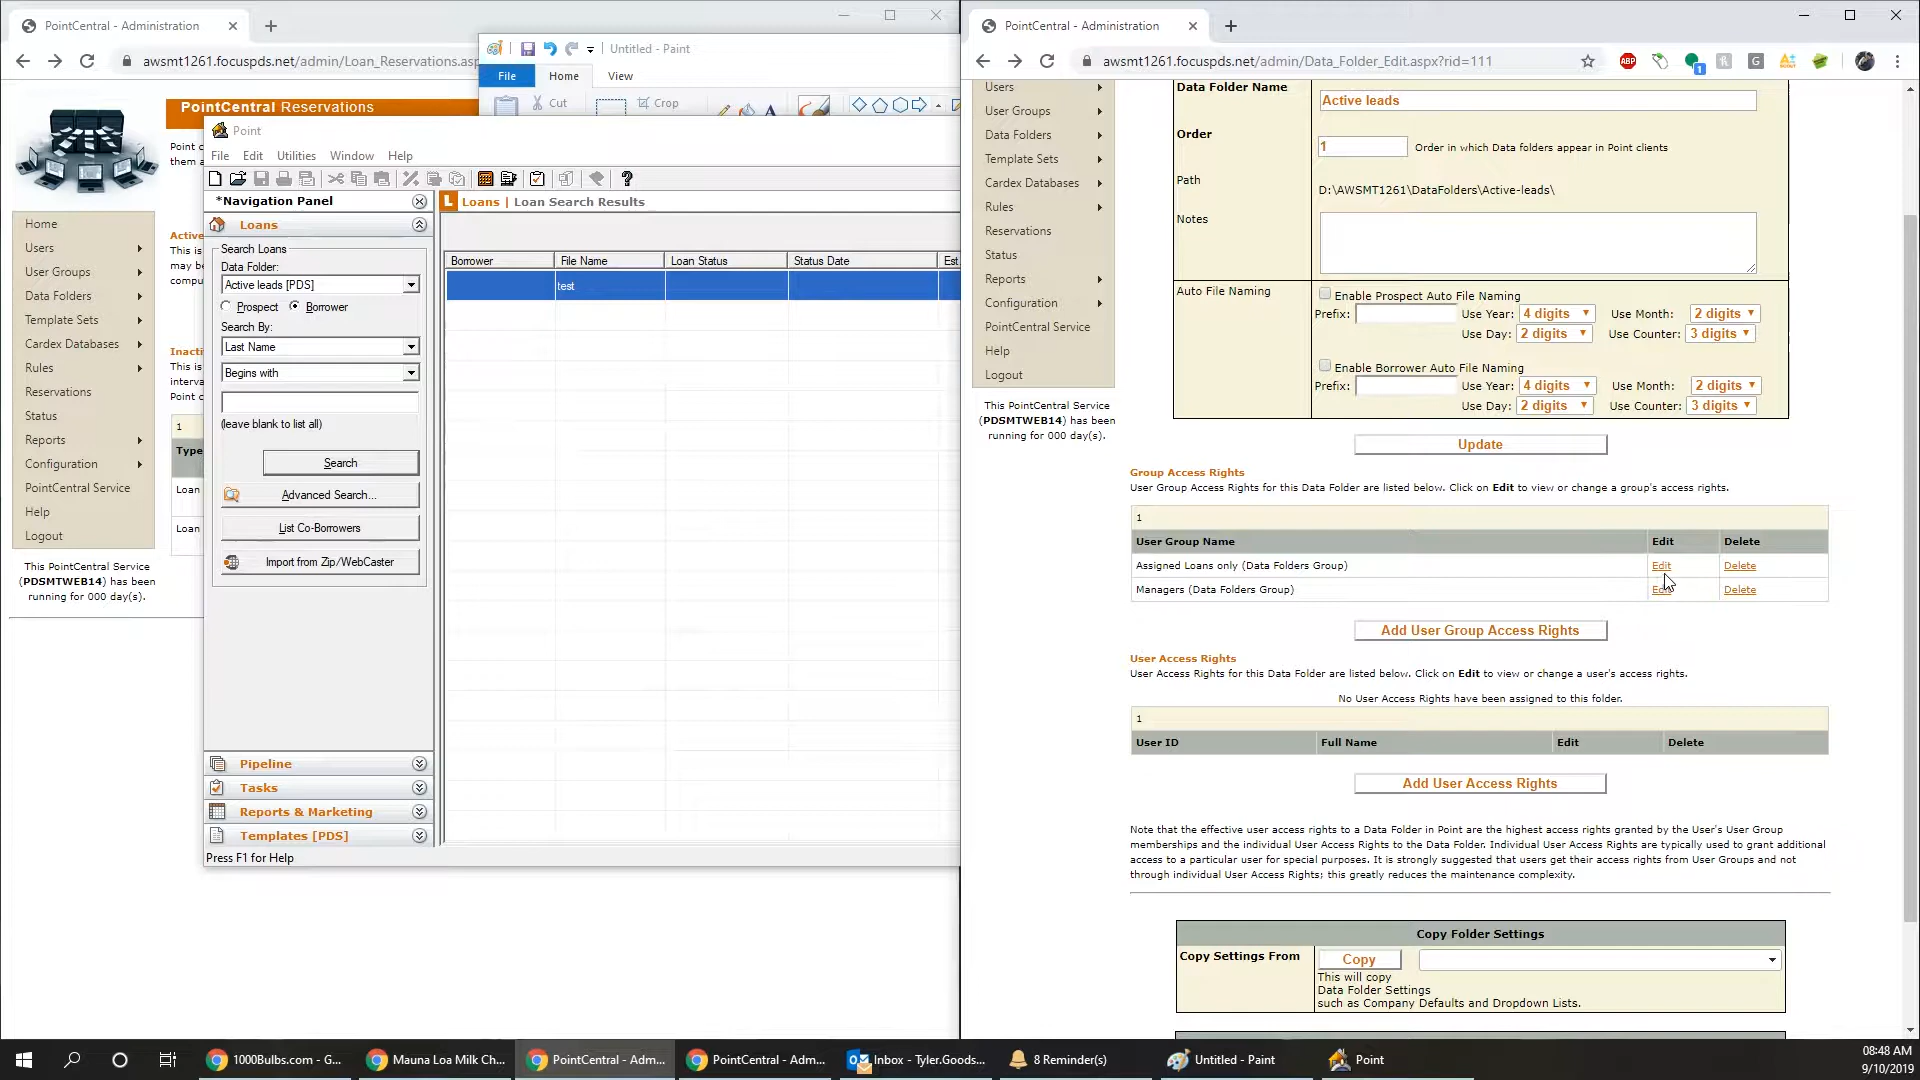 PointCentral - Administration
awsmt1261.focuspds.net/admin/Loan_Reservations.asp
PointCentral Reservations
Point c
them a
Home
Users
User Groups
Data Folders
Template Sets
Cardex Databases
Rules
Reservations
Status
Reports
Configuration
PointCentral Service
Help
Logout
This PointCentral Service
(PDSMTWEB14) has been
running for 000 day(s).
Active
This is
may be
compu
Inacti
This is
interva
Point c
1
Type
Loan
Loan
Untitled - Paint
File
Home
View
Cut
Crop
Point
File Edit Utilities Window Help
*Navigation Panel
Loans
Search Loans
Data Folder:
Active leads [PDS]
Prospect Borrower
Search By:
Last Name
Begins with
(leave blank to list all)
Search
Advanced Search...
List Co-Borrowers
Import from Zip/WebCaster
Pipeline
Tasks
Reports & Marketing
Templates [PDS]
Press F1 for Help
L Loans | Loan Search Results
Borrower File Name Loan Status Status Date Est
test
PointCentral - Administration
awsmt1261.focuspds.net/admin/Data_Folder_Edit.aspx?rid=111
ABP
1
Users
User Groups
Data Folders
Template Sets
Cardex Databases
Rules
Reservations
Status
Reports
Configuration
PointCentral Service
Help
Logout
This PointCentral Service
(PDSMTWEB14) has been
running for 000 day(s).
Data Folder Name Active leads
Order 1 Order in which Data folders appear in Point clients
Path D:\AWSMT1261\DataFolders\Active-leads\
Notes
Auto File Naming
Enable Prospect Auto File Naming
Prefix: Use Year: 4 digits Use Month: 2 digits
Use Day: 2 digits Use Counter: 3 digits
Enable Borrower Auto File Naming
Prefix: Use Year: 4 digits Use Month: 2 digits
Use Day: 2 digits Use Counter: 3 digits
Update
Group Access Rights
User Group Access Rights for this Data Folder are listed below. Click on Edit to view or change a group's access rights.
1
User Group Name Edit Delete
Assigned Loans only (Data Folders Group) Edit Delete
Managers (Data Folders Group) Edit Delete
Add User Group Access Rights
User Access Rights
User Access Rights for this Data Folder are listed below. Click on Edit to view or change a user's access rights.
No User Access Rights have been assigned to this folder.
1
User ID Full Name Edit Delete
Add User Access Rights
Note that the effective user access rights to a Data Folder in Point are the highest access rights granted by the User's User Group
memberships and the individual User Access Rights to the Data Folder. Individual User Access Rights are typically used to grant additional
access to a particular user for special purposes. It is strongly suggested that users get their access rights from User Groups and not
through individual User Access Rights; this greatly reduces the maintenance complexity.
Copy Folder Settings
Copy Settings From Copy
This will copy
Data Folder Settings
such as Company Defaults and Dropdown Lists.
1000Bulbs.com - G...
Mauna Loa Milk Ch...
PointCentral - Adm...
PointCentral - Adm...
Inbox - Tyler.Goods...
8 Reminder(s)
Untitled - Paint
Point
08:48 AM
9/10/2019